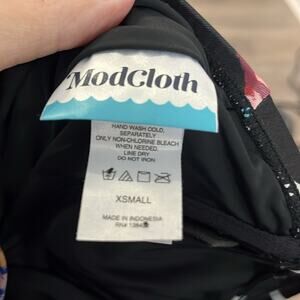 ModCloth
HAND WASH COLD,
SEPARATELY
ONLY NON-CHLORINE BLEACH
WHEN NEEDED.
LINE DRY
DO NOT IRON
XSMALL
MADE IN INDONESIA